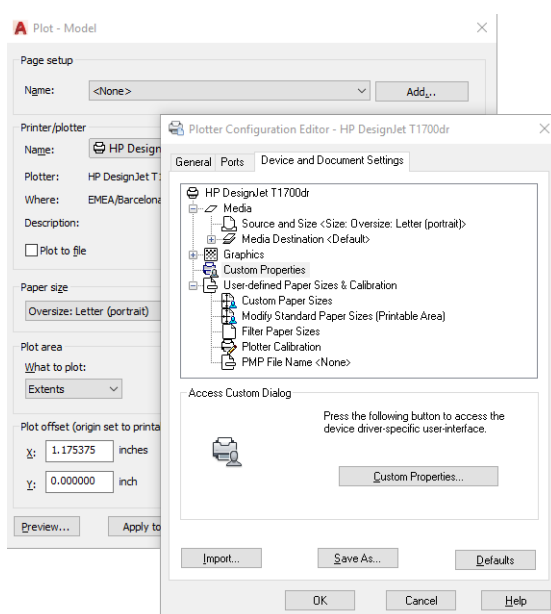 Plot - Model
Page setup
Name:
<None>
Add...
Printer/plotter
Name:
HP Design
Plotter:
HP DesignJet T
Where:
EMEA/Barcelona
Description:
Plot to file
Paper size
Oversize: Letter (portrait)
Plot area
What to plot:
Extents
Plot offset (origin set to printa
X:
1.175375
inches
Y:
0.000000
inch
Preview...
Apply to
Plotter Configuration Editor - HP DesignJet T1700dr
General
Ports
Device and Document Settings
HP DesignJet T1700dr
Media
Source and Size <Size: Oversize: Letter (portrait)>
Media Destination <Default>
Graphics
Custom Properties
User-defined Paper Sizes & Calibration
Custom Paper Sizes
Modify Standard Paper Sizes (Printable Area)
Filter Paper Sizes
Plotter Calibration
PMP File Name <None>
Access Custom Dialog
Press the following button to access the
device driver-specific user-interface.
Custom Properties...
Import...
Save As...
Defaults
OK
Cancel
Help